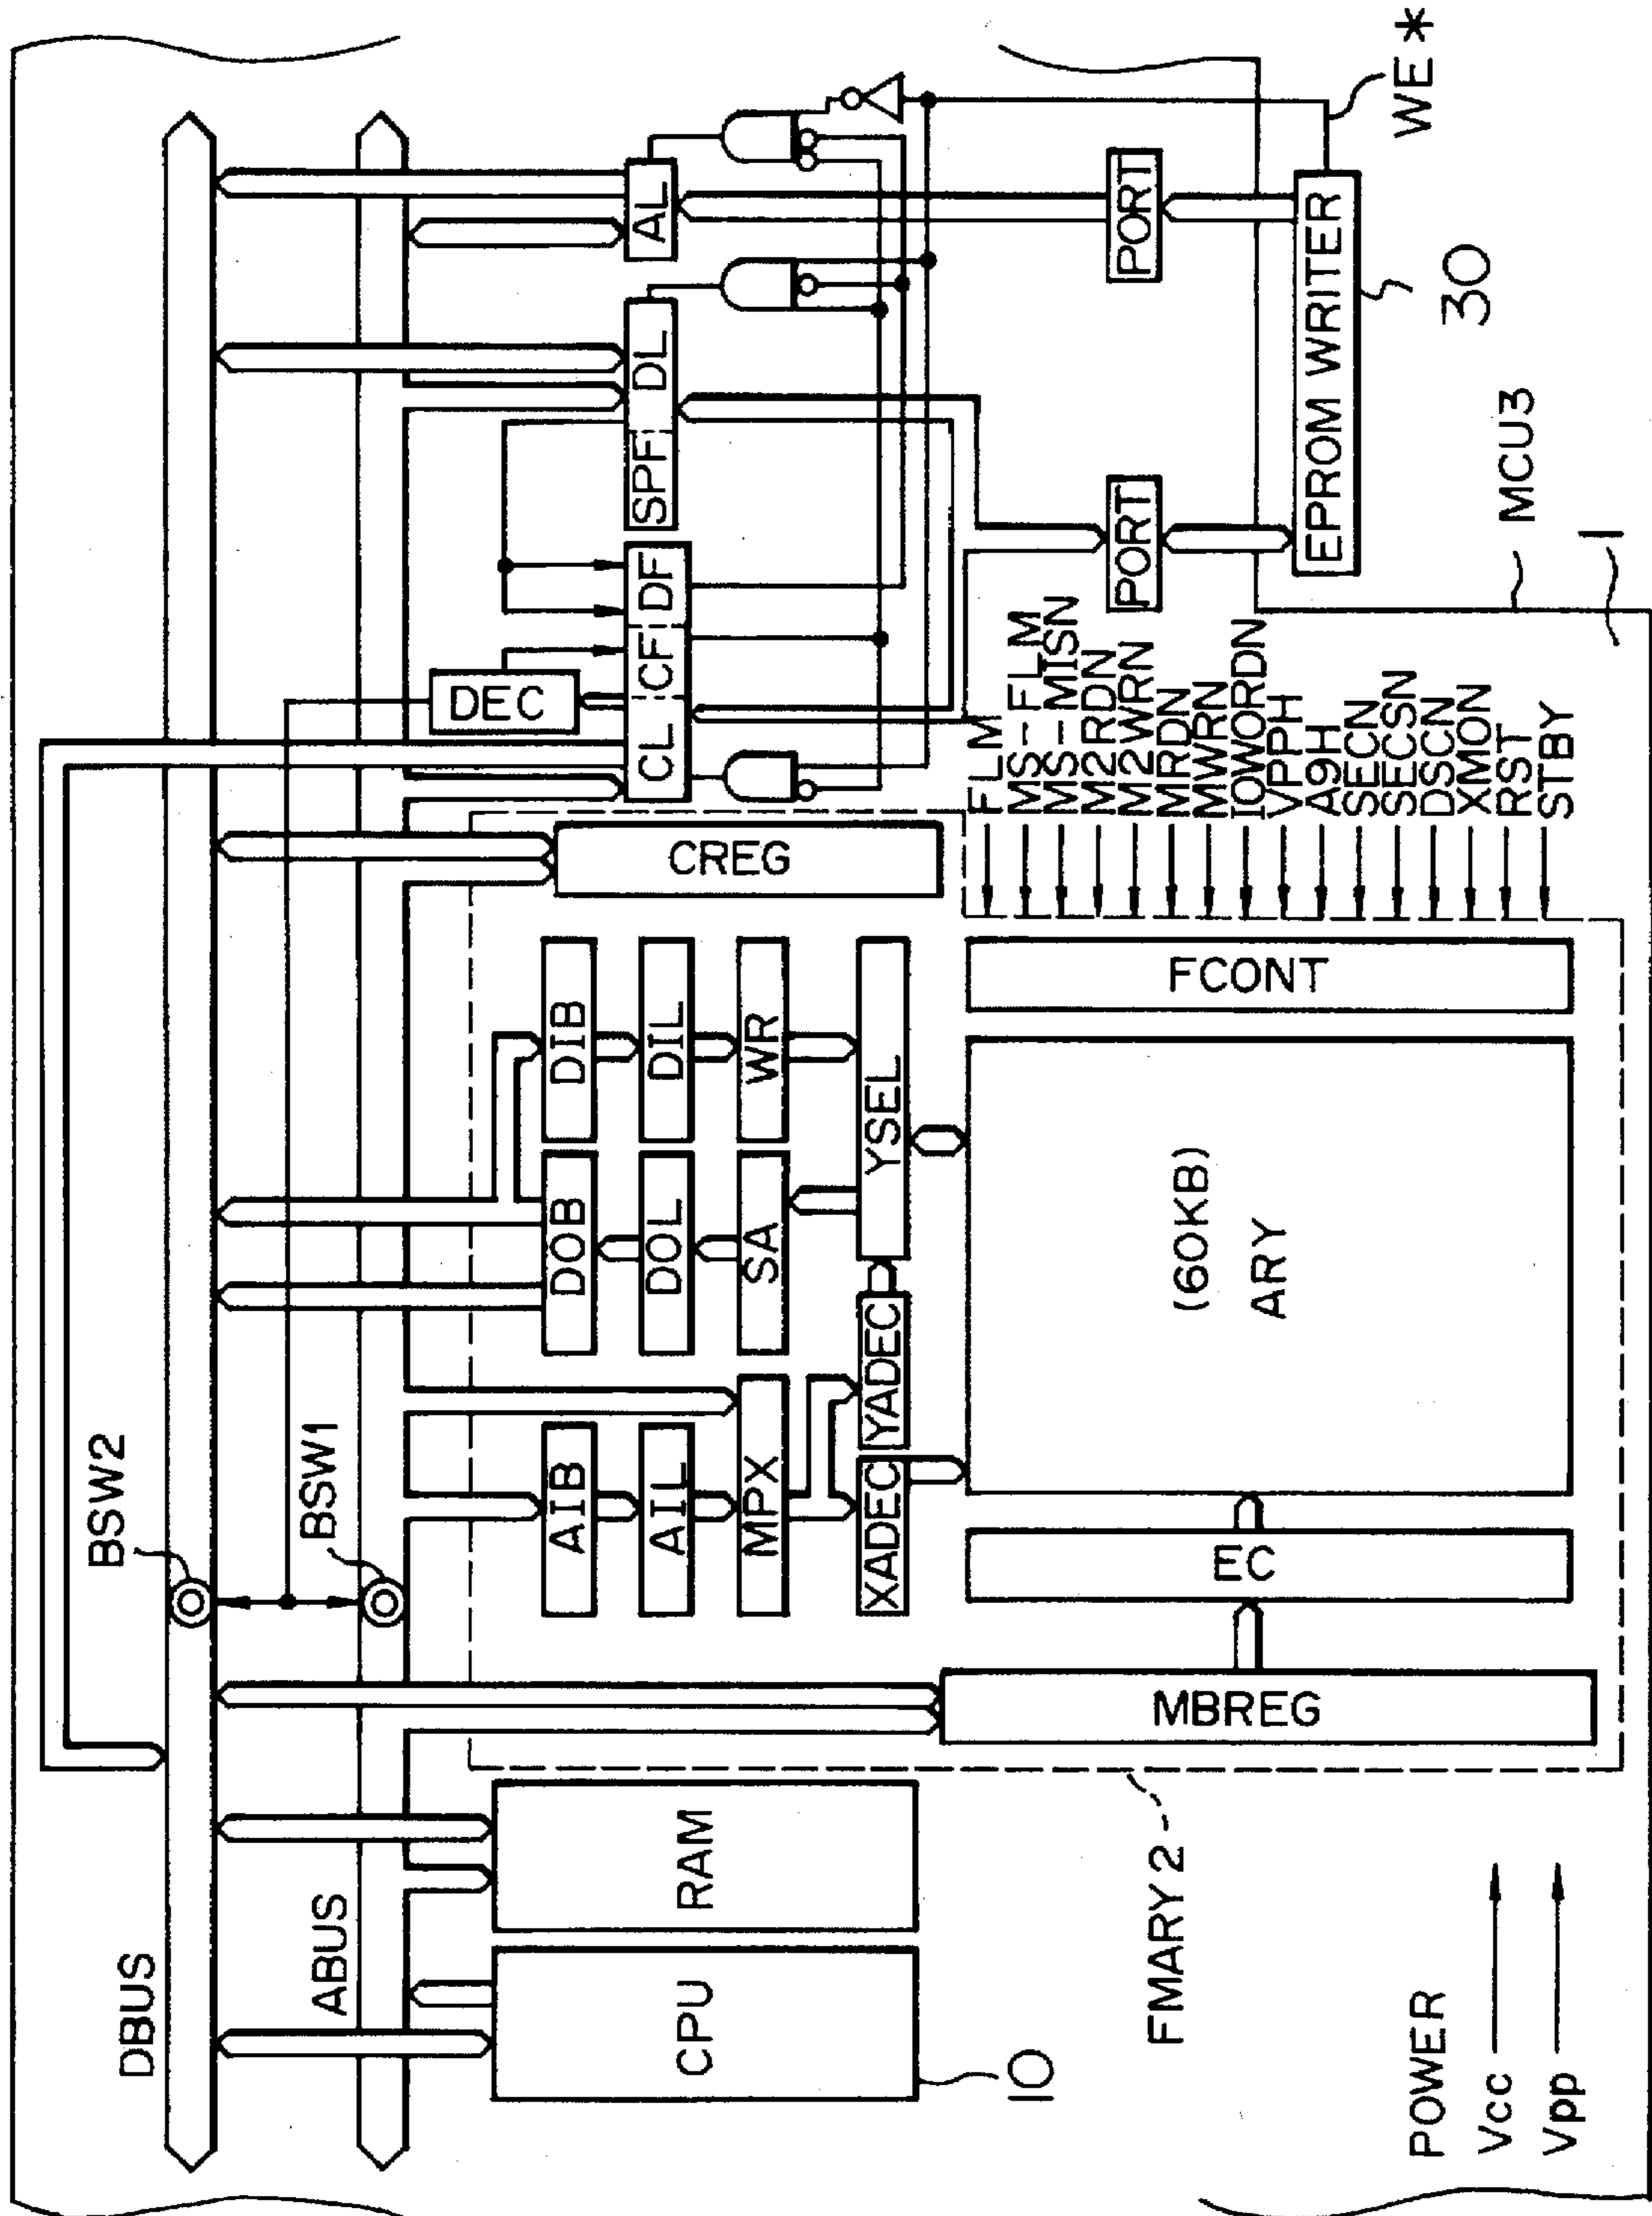 DBUS
BSW2
ABUS
BSW1
CPU
10
RAM
AIB
AIL
MPX
XADEC
YADEC
DOB
DOL
SA
DIB
DIL
WR
YSEL
CREG
MBREG
EC
(60KB)
ARY
FCONT
FMARY2
DEC
CL
CF
DF
SPF
DL
AL
PORT
PORT
EPROM WRITER
30
WE*
MCU3
1
FLM
MS-FLM
MS-MISN
M2RDN
M2WRN
MRDN
MWRN
IOWORDN
VPPH
A9H
SECN
SECSN
DSCN
XMON
RST
STBY
POWER
Vcc
Vpp